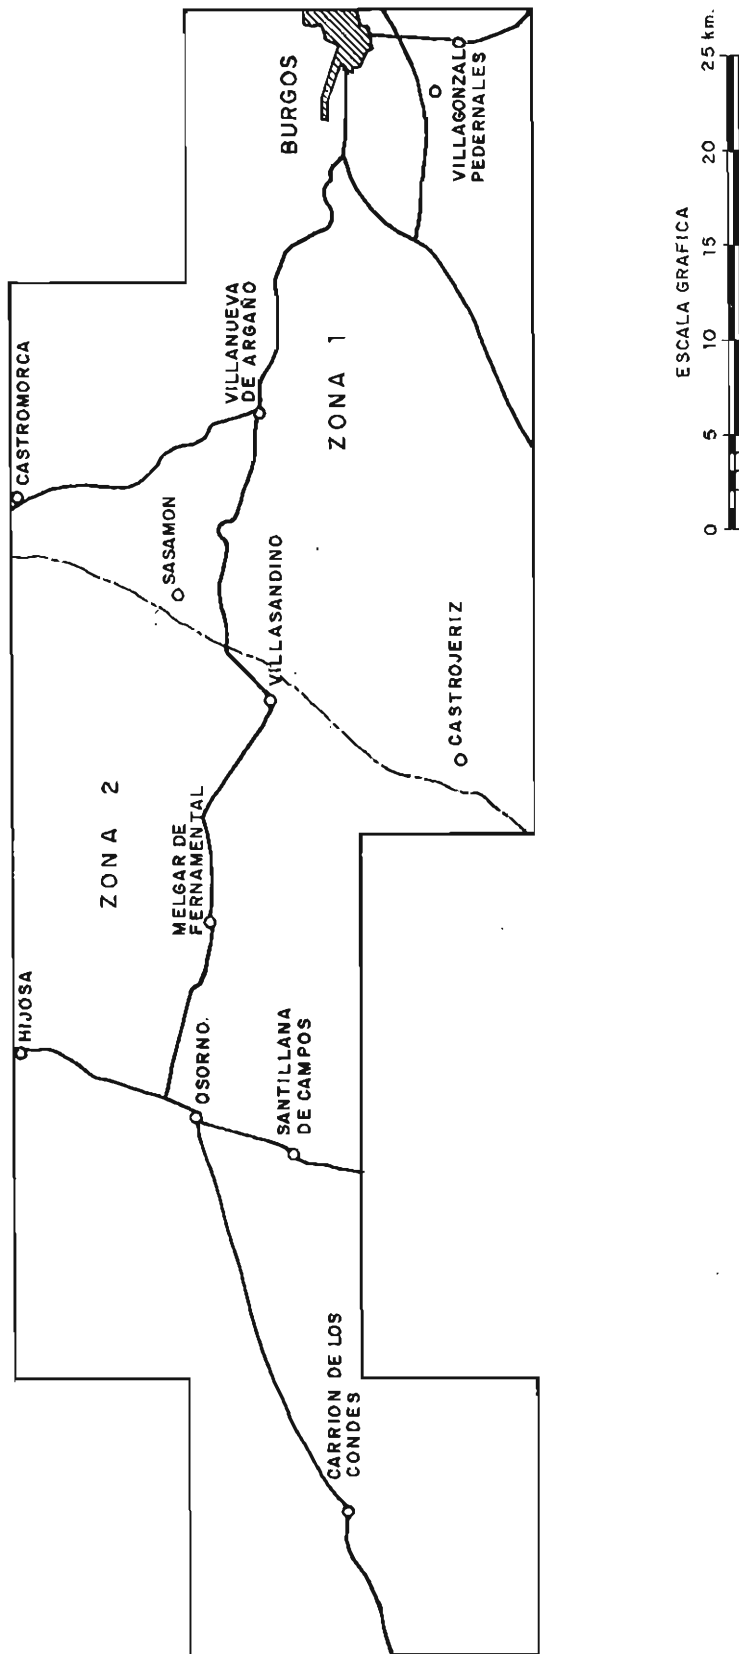 HIJOSA
CASTROMORCA
ZONA 2
SASAMON
VILLANUEVA
DE ARGAÑO
BURGOS
MELGAR DE
FERNAMENTAL
OSORNO.
VILLASANDINO
ZONA 1
SANTILLANA
DE CAMPOS
CARRION DE LOS
CONDES
CASTROJERIZ
VILLAGONZALO
PEDERNALES
ESCALA GRAFICA
0 5 10 15 20 25 km.